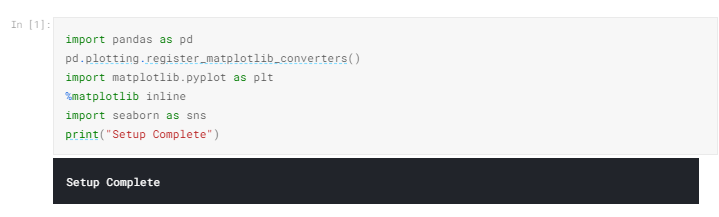 In [1]:
import pandas as pd
pd.plotting.register_matplotlib_converters()
import matplotlib.pyplot as plt
%matplotlib inline
import seaborn as sns
print("Setup Complete")
Setup Complete